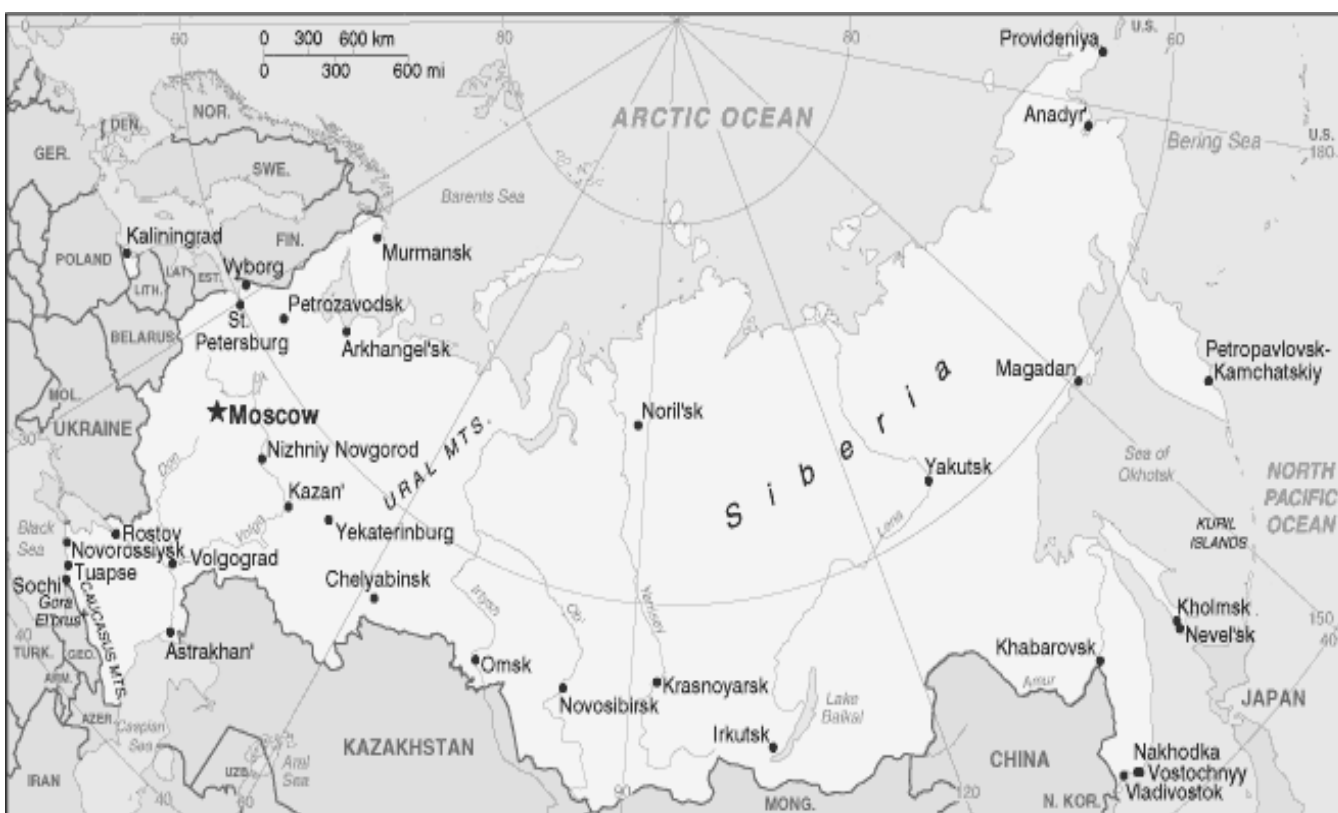 0
60
0 300 600 km
0 300 600 mi
80
80
60
U.S.
Provideniya
Anadyr'
U.S.
180
Bering Sea
ARCTIC OCEAN
NOR.
DEN.
GER.
SWE.
Barents Sea
FIN.
Murmansk
Kaliningrad
POLAND
Vyborg
LAT.
EST.
LITH.
Petrozavodsk
St.
Petersburg
Arkhangel'sk
BELARUS
MOL.
UKRAINE
30
Moscow
Nizhniy Novgorod
Don
URAL MTS.
Noril'sk
Siberia
Magadan
Petropavlovsk-
Kamchatskiy
Yakutsk
Sea of
Okhotsk
NORTH
PACIFIC
OCEAN
Kazan'
Volga
Yekaterinburg
Lena
KURIL
ISLANDS
Black
Sea
Rostov
Novorossiysk
Tuapse
Volgograd
Sochi
Gora
El'brus
CAUCASUS MTS.
Chelyabinsk
Irtysh
Ob'
Yenisey
Kholmsk
Nevel'sk
150
40
40
TURK.
GEO.
ARM.
AZER.
Astrakhan'
Omsk
Novosibirsk
Krasnoyarsk
Irkutsk
Lake
Baikal
Khabarovsk
Amur
JAPAN
Caspian
Sea
Aral
Sea
KAZAKHSTAN
CHINA
IRAN
UZB.
40
60
90
MONG.
120
N. KOR.
Nakhodka
Vostochnyy
Vladivostok